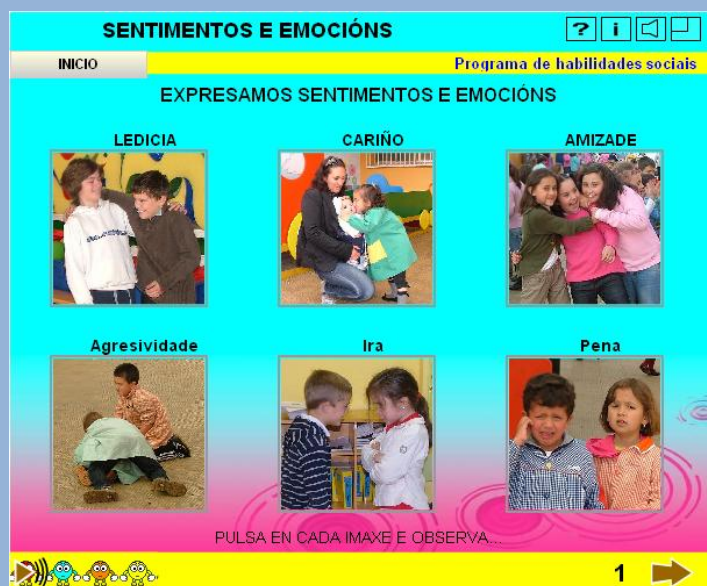 SENTIMENTOS E EMOCIÓNS
? i
INICIO
Programa de habilidades sociais
EXPRESAMOS SENTIMENTOS E EMOCIÓNS
LEDICIA CARIÑO AMIZADE
Agresividade Ira Pena
PULSA EN CADA IMAXE E OBSERVA...
1